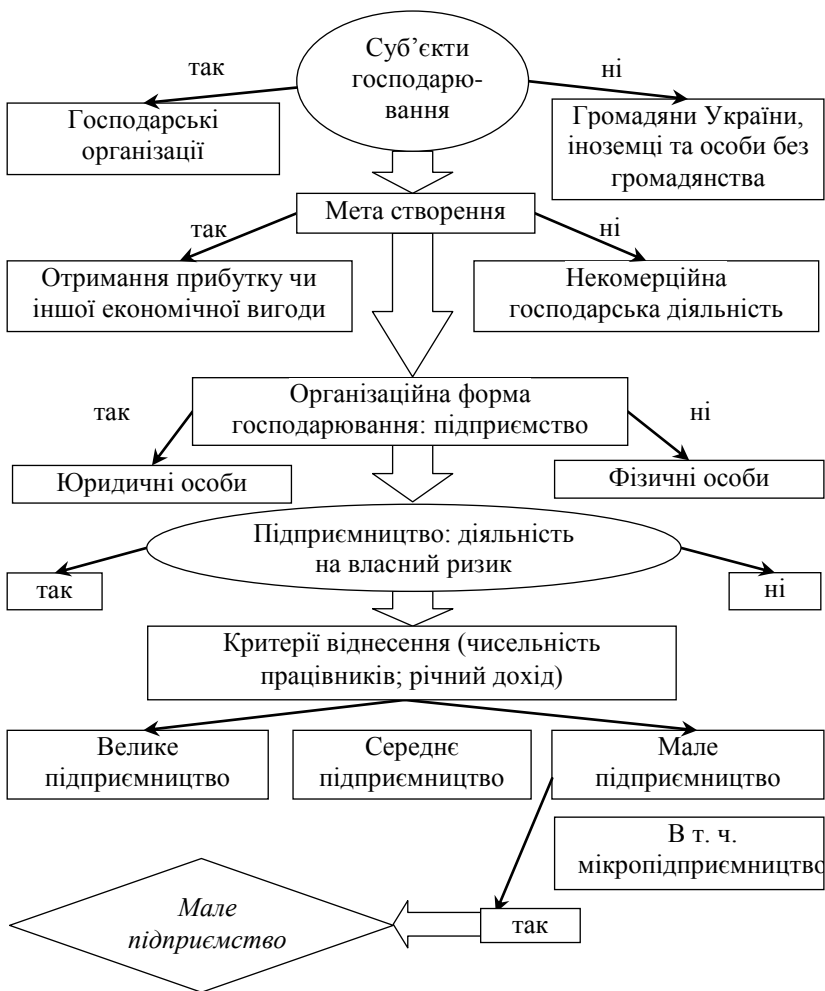 Суб’єкти
господарю-
вання
так
ні
Господарські
організації
Громадяни України,
іноземці та особи без
громадянства
Мета створення
так
ні
Отримання прибутку чи
іншої економічної вигоди
Некомерційна
господарська діяльність
Організаційна форма
господарювання: підприємство
так
ні
Юридичні особи
Фізичні особи
Підприємництво: діяльність
на власний ризик
так
ні
Критерії віднесення (чисельність
працівників; річний дохід)
Велике
підприємництво
Середнє
підприємництво
Мале
підприємництво
В т. ч.
мікропідприємництво
Мале
підприємство
так